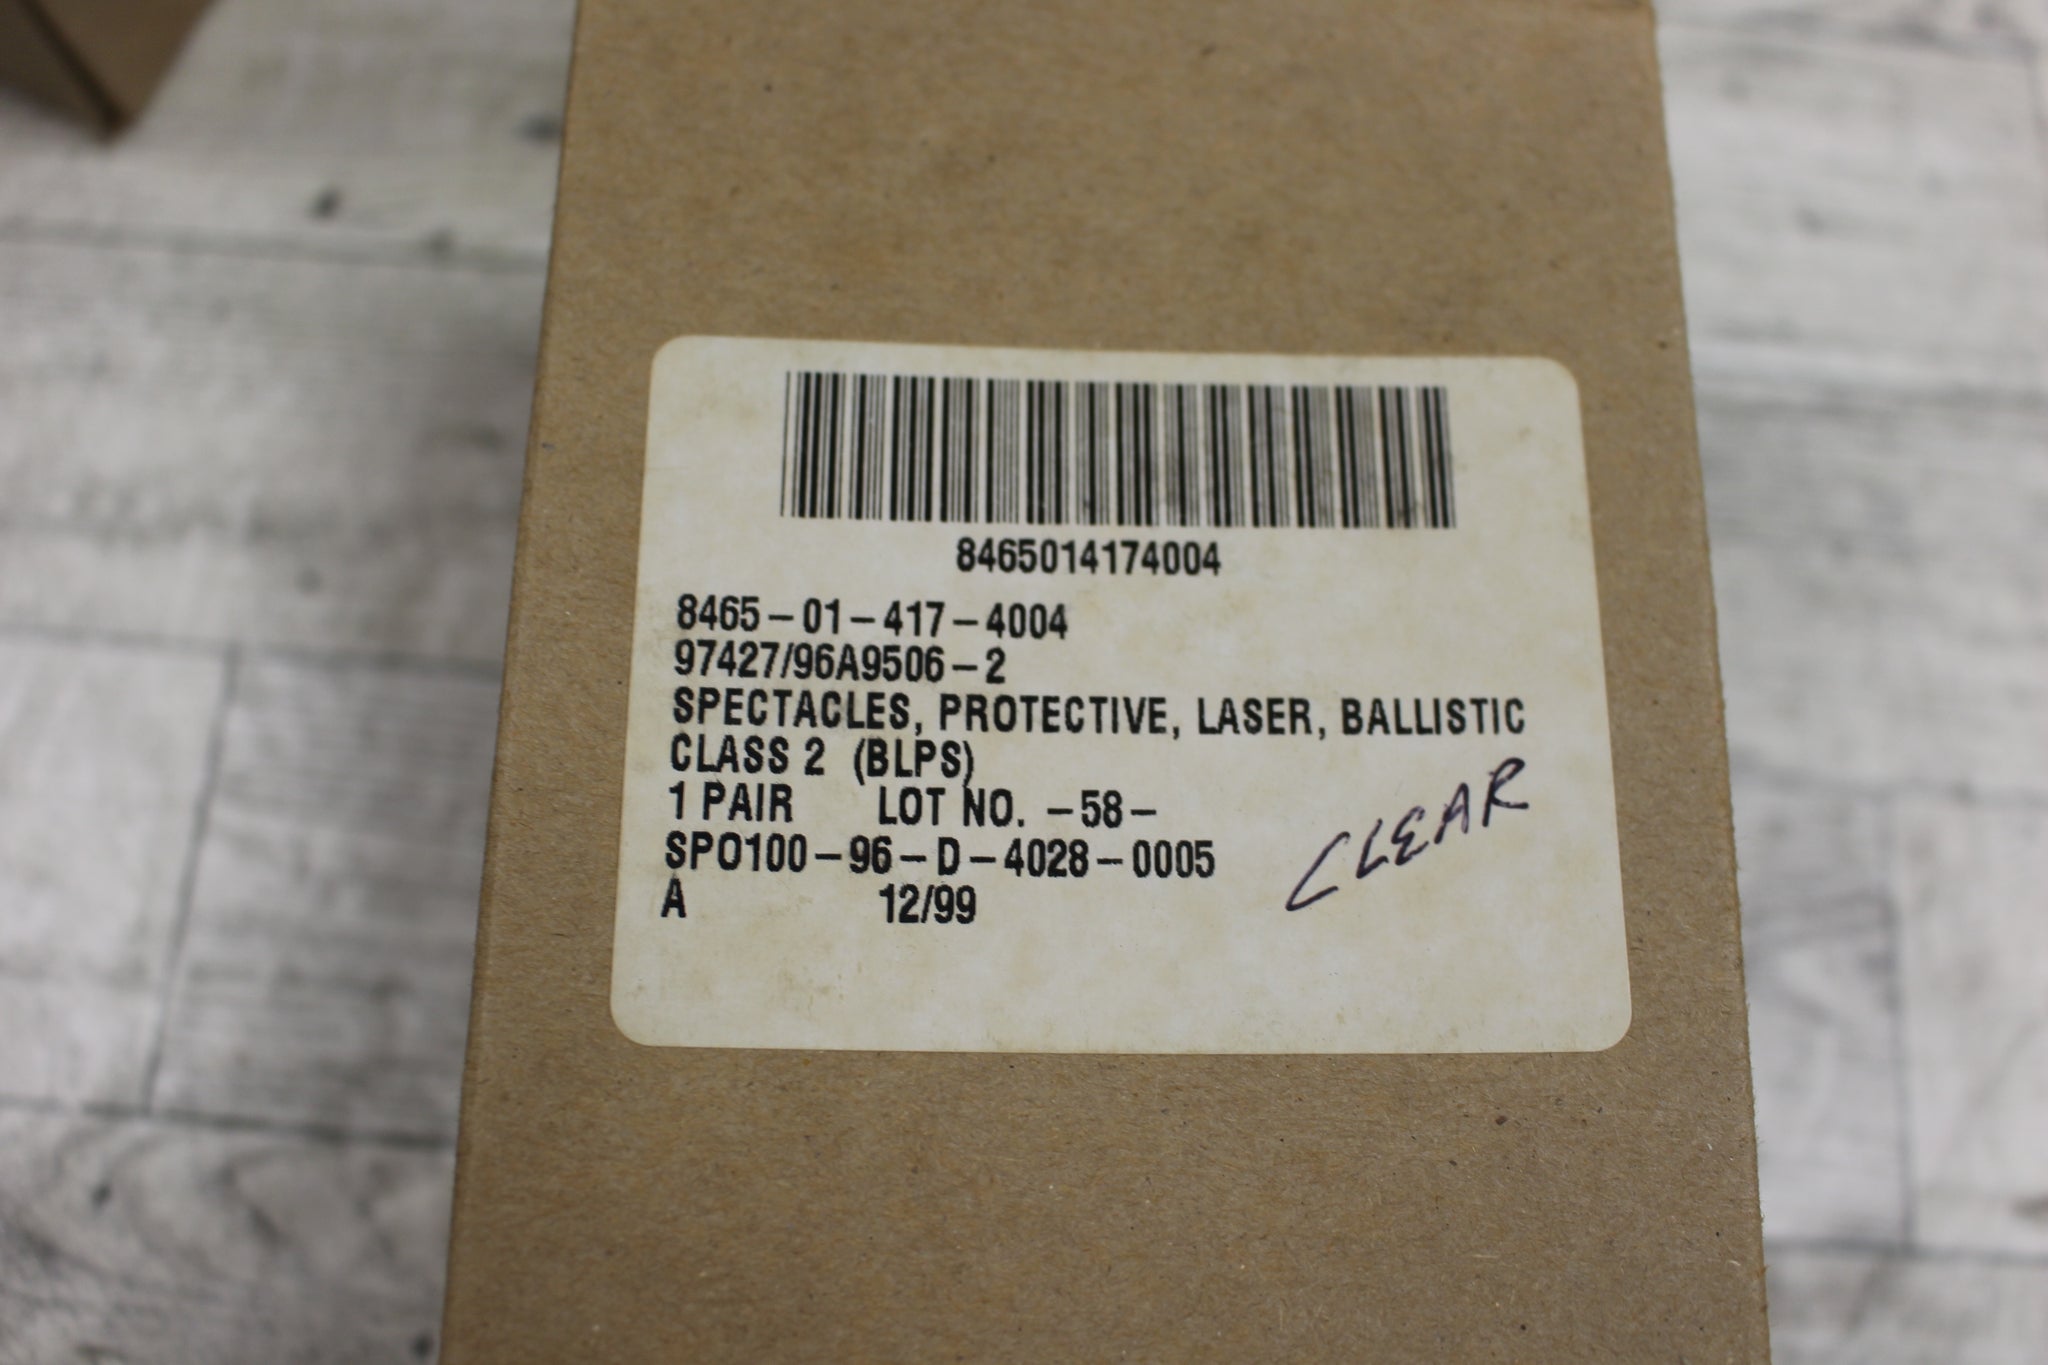 8465014174004
8465-01-417-4004
97427/96A9506-2
SPECTACLES, PROTECTIVE, LASER, BALLISTIC
CLASS 2 (BLPS)
1 PAIR LOT NO. -58-
SPO100-96-D-4028-0005
A 12/99
CLEAR